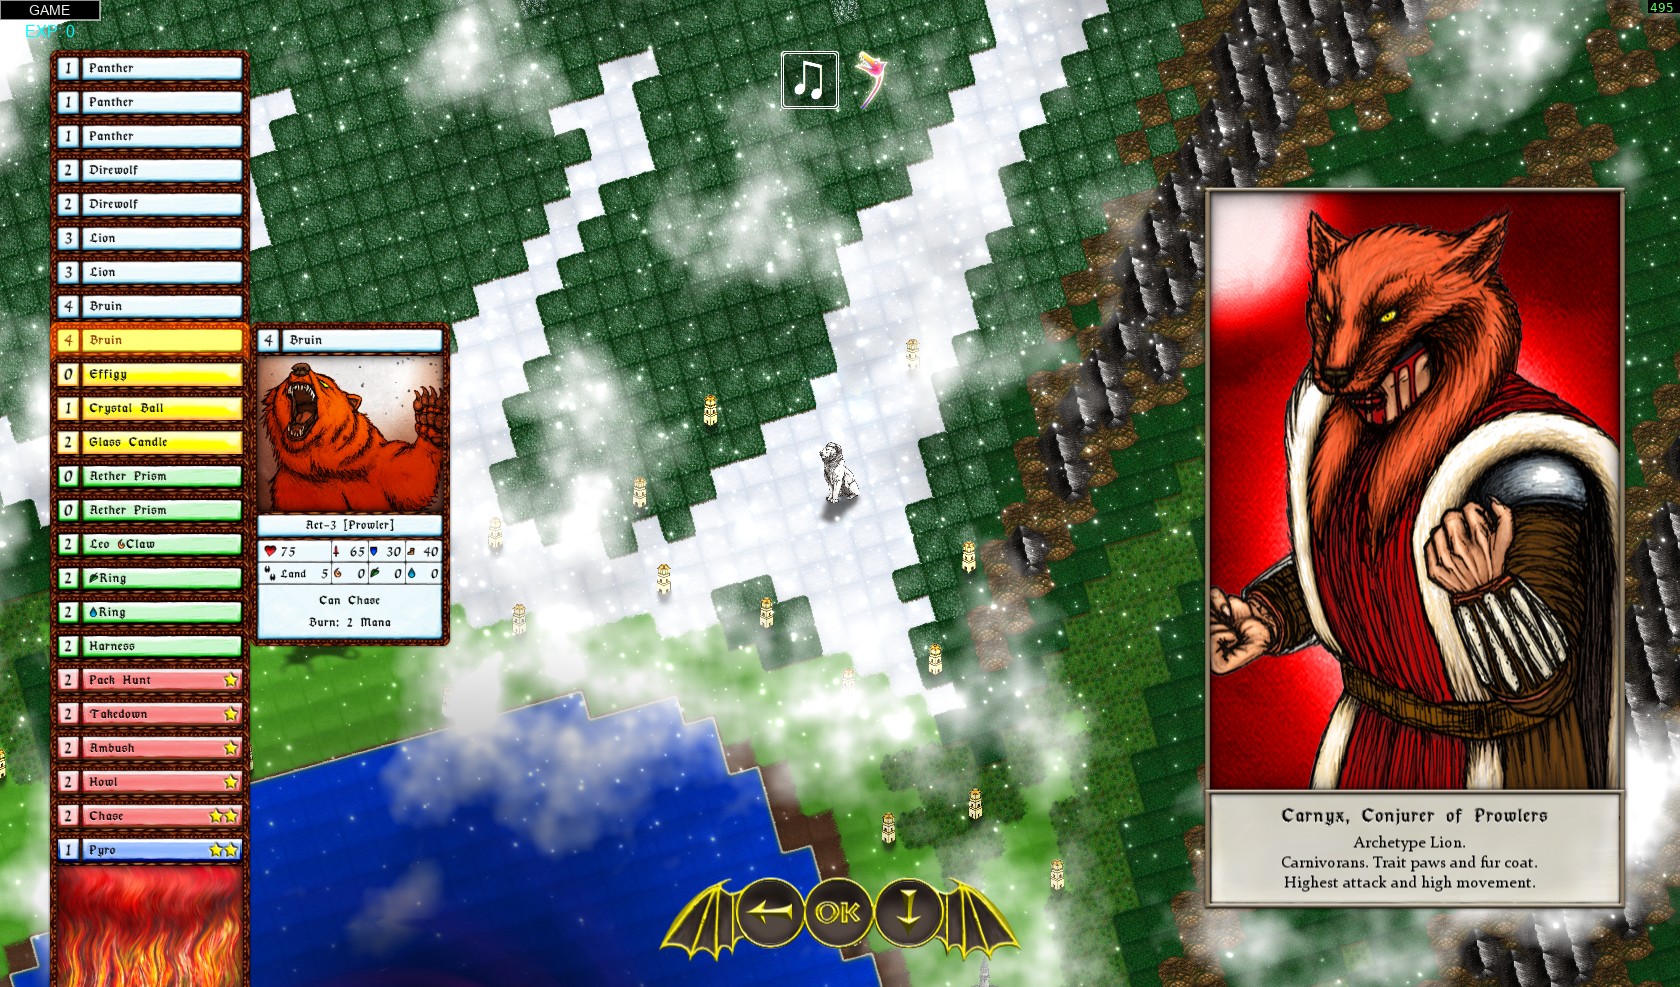 GAME
EXP: 0
495
1 Panther
1 Panther
1 Panther
2 Direwolf
2 Direwolf
3 Lion
3 Lion
4 Bruin
4 Bruin
0 Effigy
1 Crystal Ball
2 Glass Candle
0 Aether Prism
0 Aether Prism
2 Leo Claw
2 Ring
2 Ring
2 Harness
2 Pack Hunt
2 Takedown
2 Ambush
2 Howl
2 Chase
1 Pyro
4 Bruin
Act-3 [Prowler]
75 65 30 40
Land 5 0 0 0
Can Chase
Burn: 2 Mana
OK
Carnyx, Conjurer of Prowlers
Archetype Lion.
Carnivorans. Trait paws and fur coat.
Highest attack and high movement.